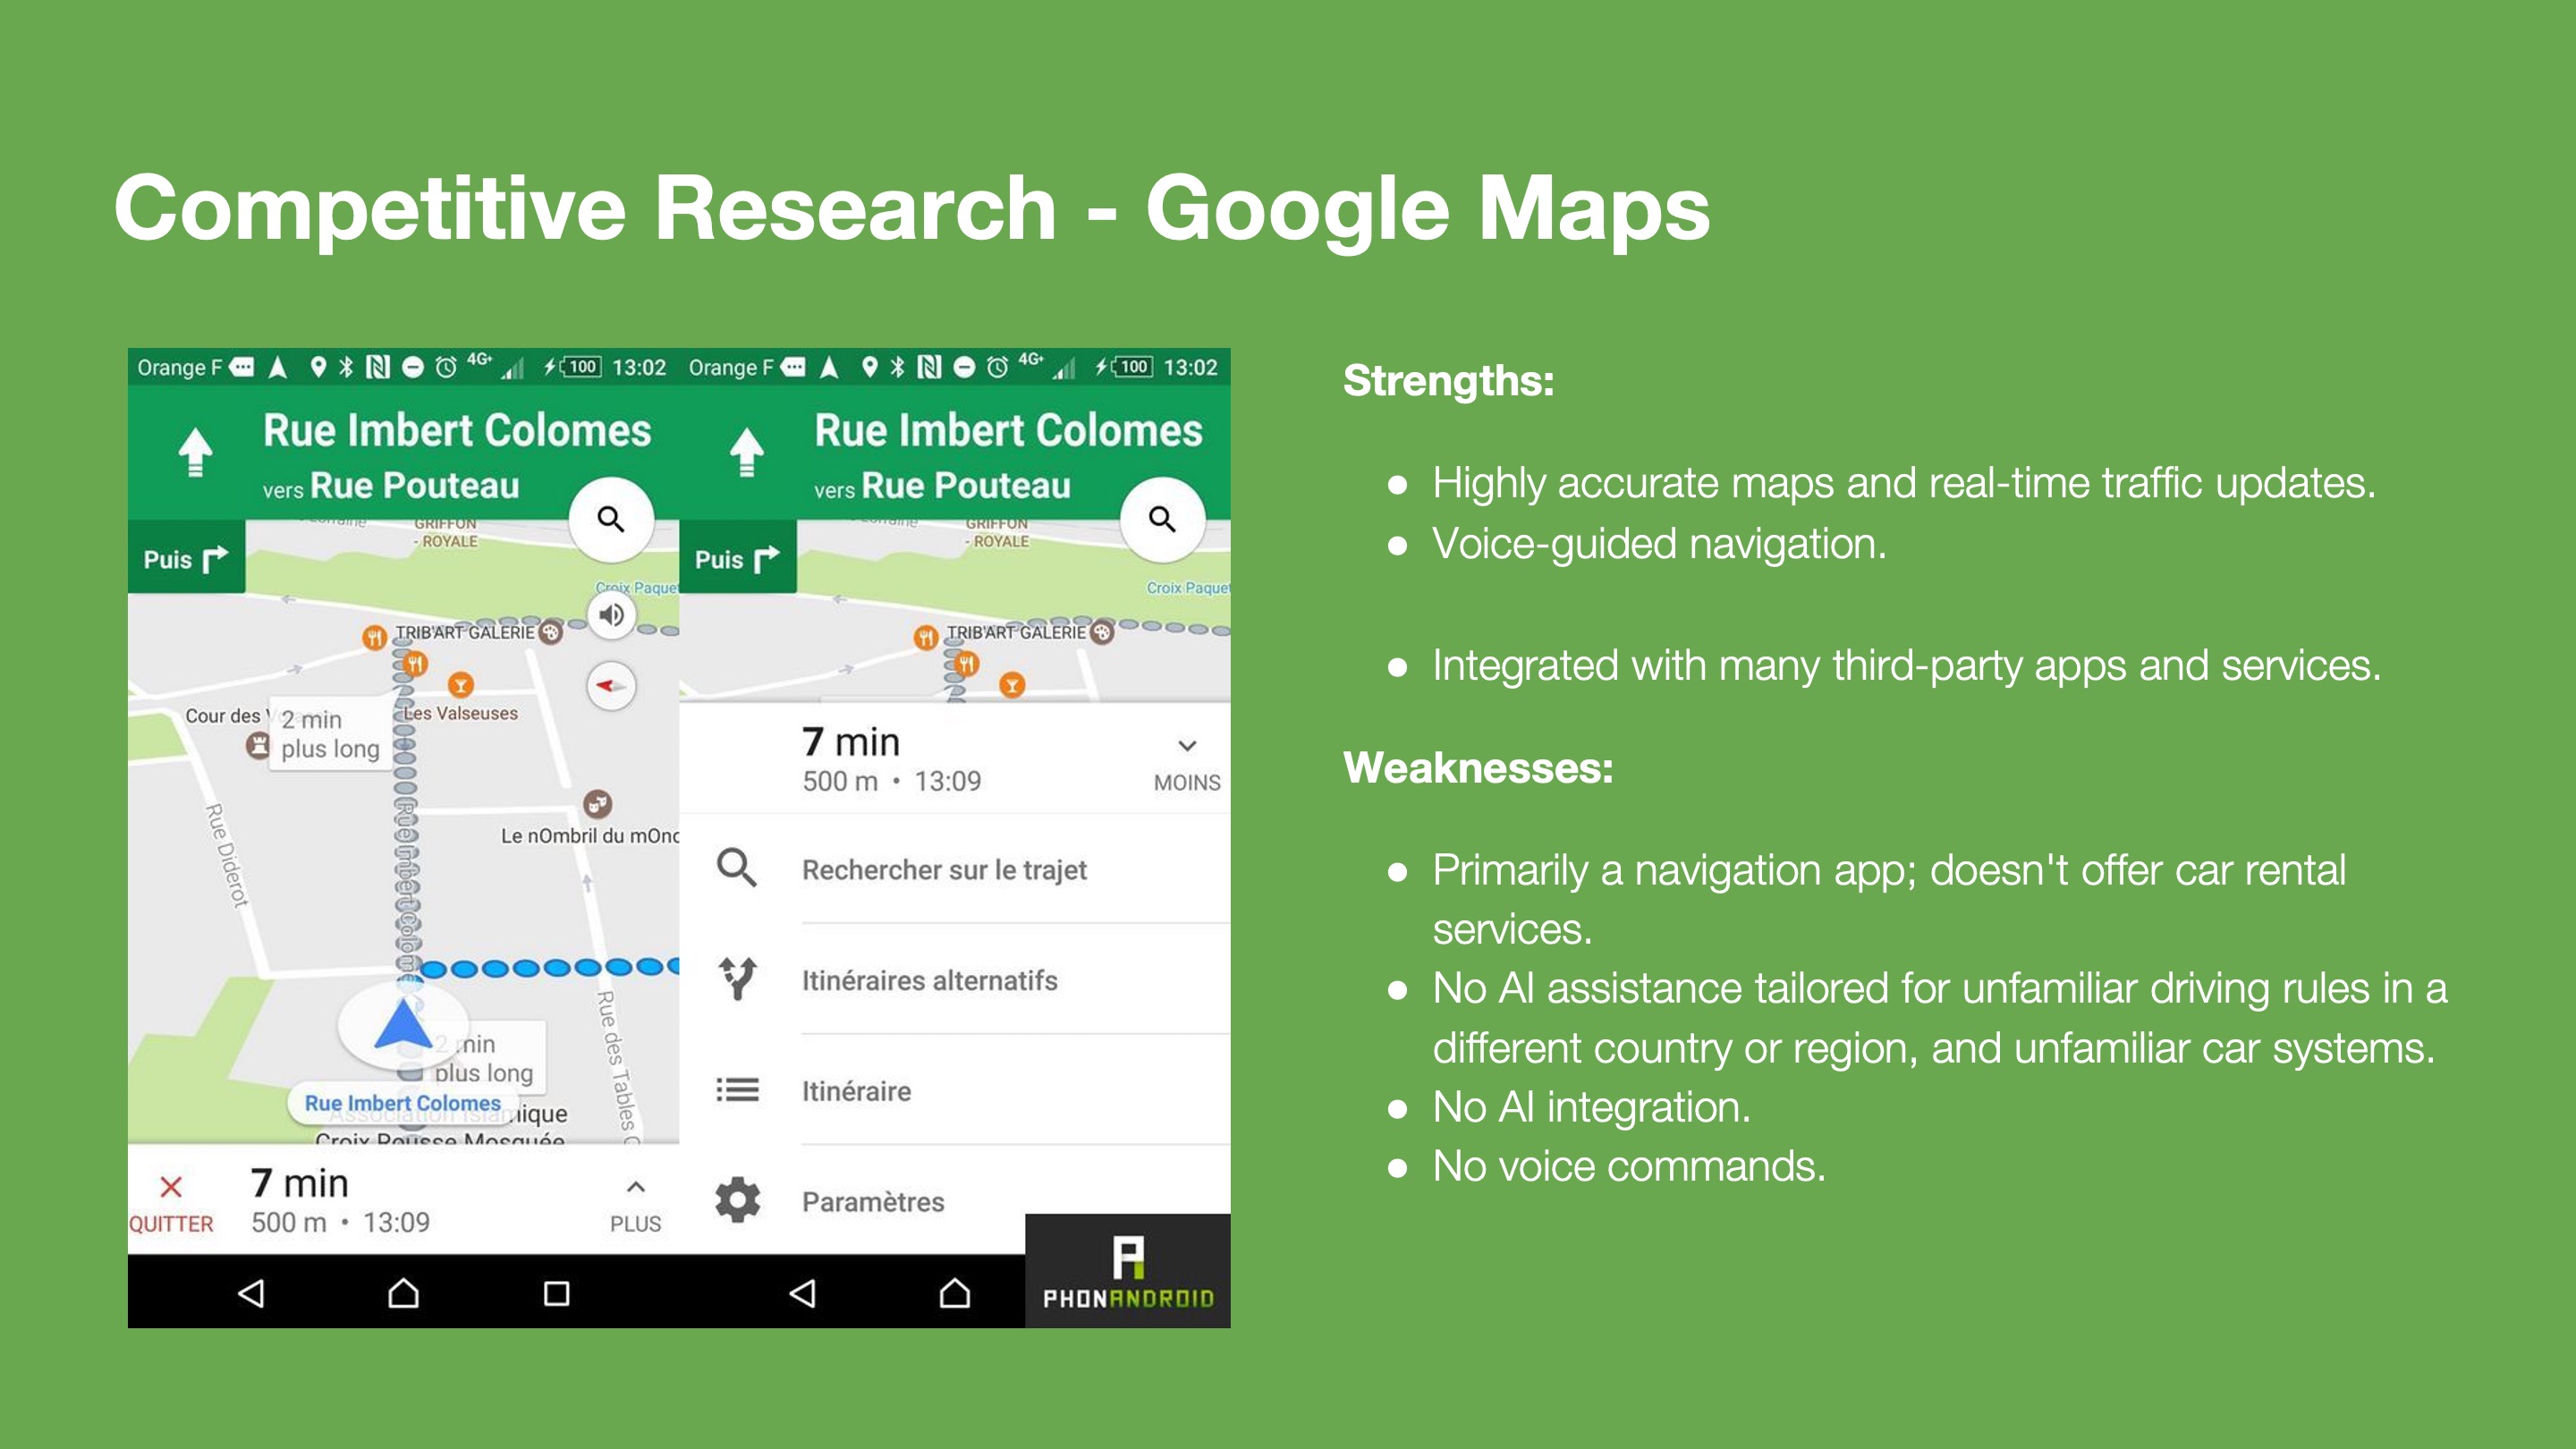 Competitive Research - Google Maps
Orange F 4G+ 100 13:02
Rue Imbert Colomes
vers Rue Pouteau
Puis
GRIFFON
- ROYALE
Croix Paquet
TRIB'ART GALERIE
Cour des
2 min
plus long
Les Valseuses
Rue Diderot
Rue Imbert Colomes
Le nOmbril du mOnd
Rue des Tables C
min
plus long
Rue Imbert Colomes
ique
Croix Rousse Mosquée
QUITTER
7 min
500 m • 13:09
PLUS
Orange F 4G+ 100 13:02
Rue Imbert Colomes
vers Rue Pouteau
Puis
GRIFFON
- ROYALE
Croix Paquet
TRIB'ART GALERIE
7 min
500 m • 13:09
MOINS
Rechercher sur le trajet
Itinéraires alternatifs
Itinéraire
Paramètres
PHONANDROID
Strengths:
● Highly accurate maps and real-time traffic updates.
● Voice-guided navigation.
● Integrated with many third-party apps and services.
Weaknesses:
● Primarily a navigation app; doesn't offer car rental
services.
● No AI assistance tailored for unfamiliar driving rules in a
different country or region, and unfamiliar car systems.
● No AI integration.
● No voice commands.